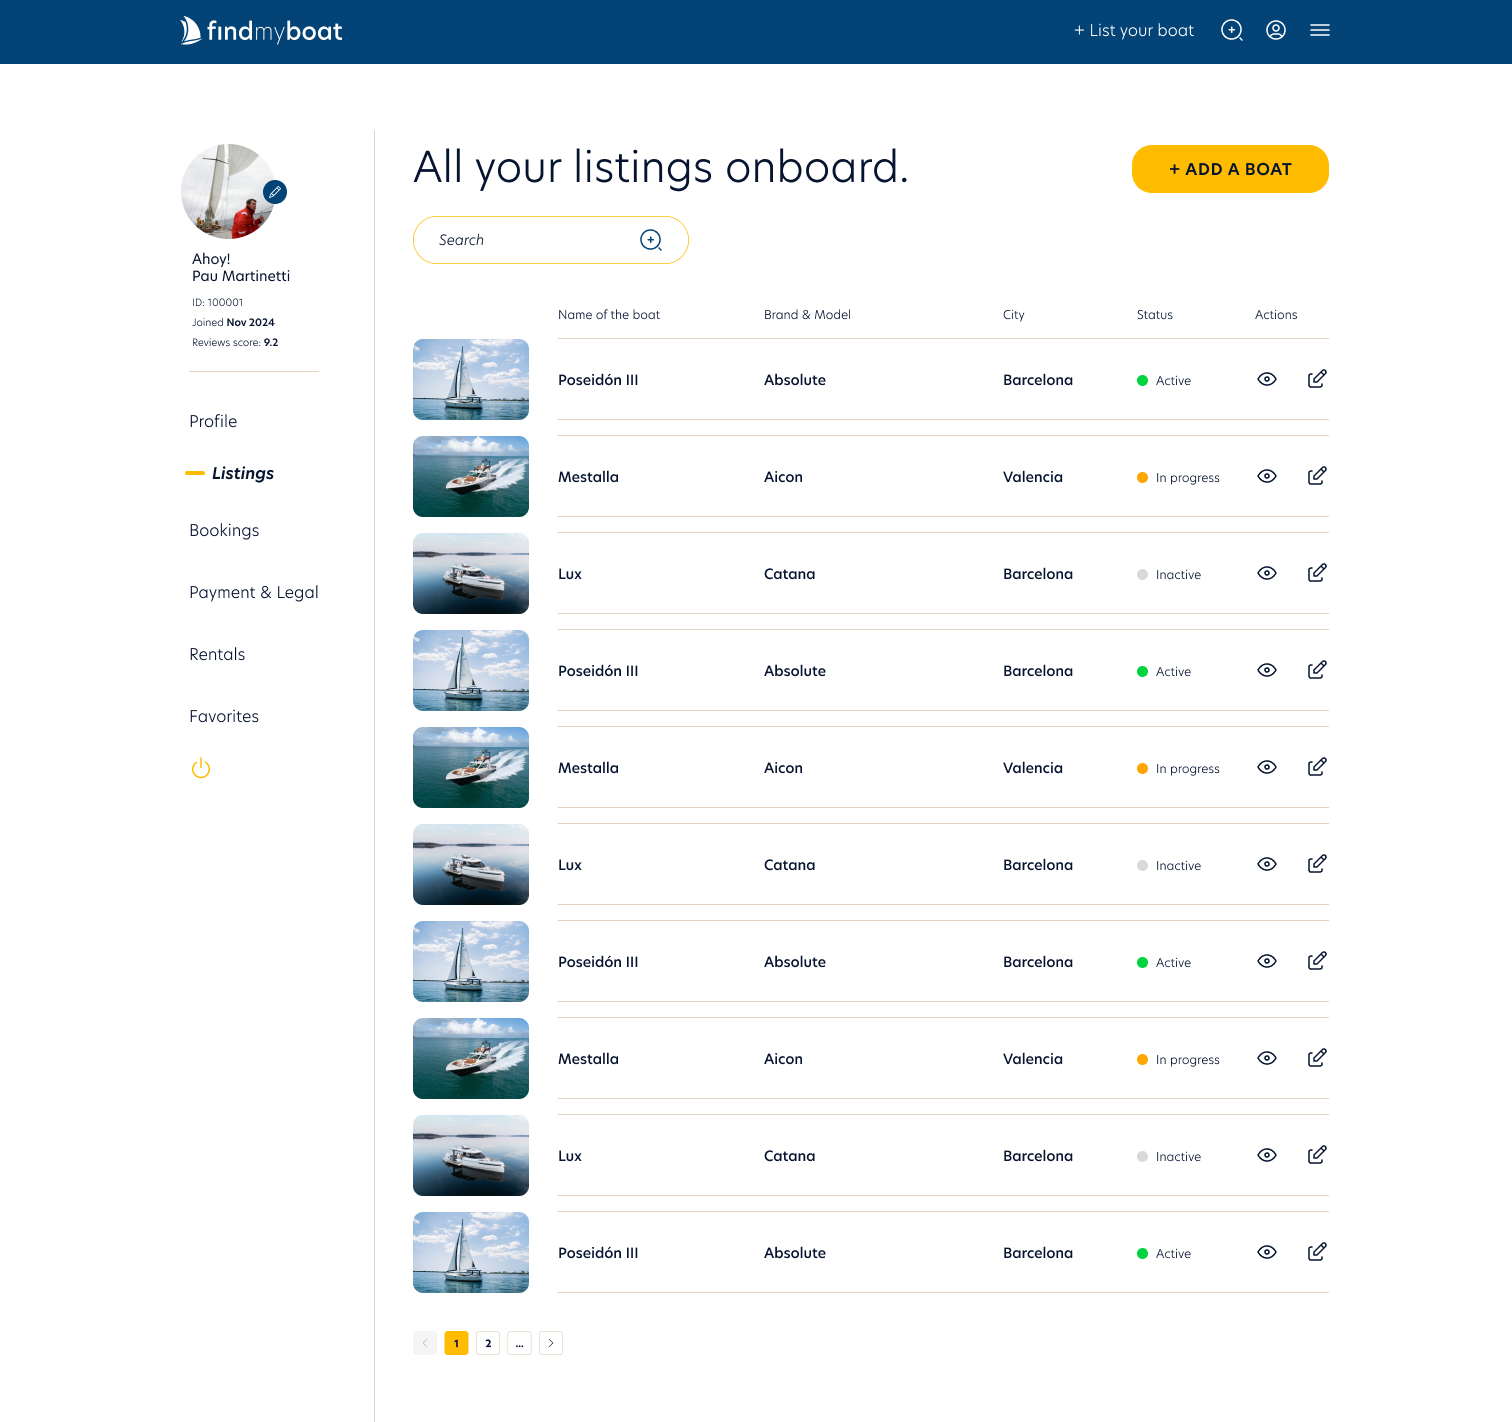 findmyboat
+ List your boat
Ahoy!
Pau Martinetti
ID: 100001
Joined Nov 2024
Reviews score: 9.2
Profile
Listings
Bookings
Payment & Legal
Rentals
Favorites
All your listings onboard.
+ ADD A BOAT
Search
Name of the boat Brand & Model City Status Actions
Poseidón III Absolute Barcelona Active
Mestalla Aicon Valencia In progress
Lux Catana Barcelona Inactive
Poseidón III Absolute Barcelona Active
Mestalla Aicon Valencia In progress
Lux Catana Barcelona Inactive
Poseidón III Absolute Barcelona Active
Mestalla Aicon Valencia In progress
Lux Catana Barcelona Inactive
Poseidón III Absolute Barcelona Active
1 2 ...